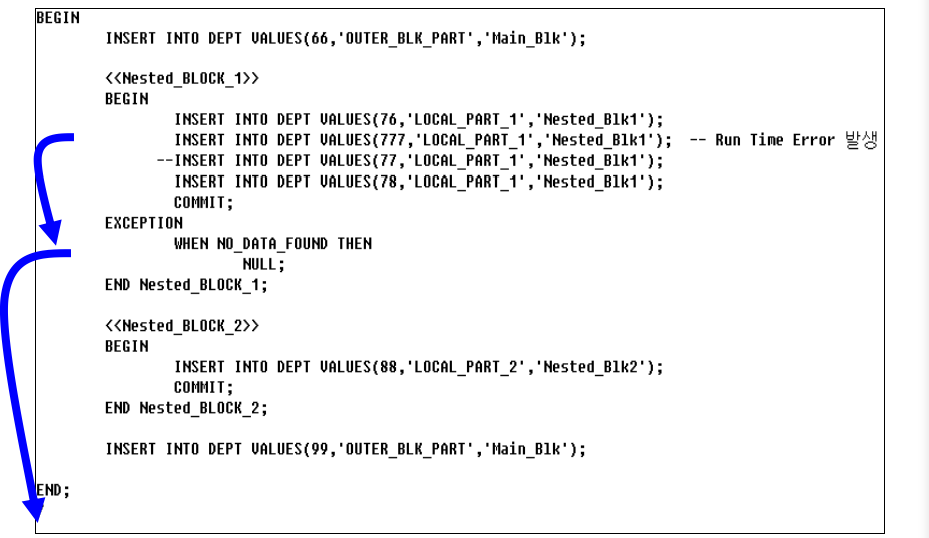 BEGIN
INSERT INTO DEPT VALUES(66,'OUTER_BLK_PART','Main_Blk');
<<Nested_BLOCK_1>>
BEGIN
INSERT INTO DEPT VALUES(76,'LOCAL_PART_1','Nested_Blk1');
INSERT INTO DEPT VALUES(777,'LOCAL_PART_1','Nested_Blk1'); -- Run Time Error 발생
--INSERT INTO DEPT VALUES(77,'LOCAL_PART_1','Nested_Blk1');
INSERT INTO DEPT VALUES(78,'LOCAL_PART_1','Nested_Blk1');
COMMIT;
EXCEPTION
WHEN NO_DATA_FOUND THEN
NULL;
END Nested_BLOCK_1;
<<Nested_BLOCK_2>>
BEGIN
INSERT INTO DEPT VALUES(88,'LOCAL_PART_2','Nested_Blk2');
COMMIT;
END Nested_BLOCK_2;
INSERT INTO DEPT VALUES(99,'OUTER_BLK_PART','Main_Blk');
END;